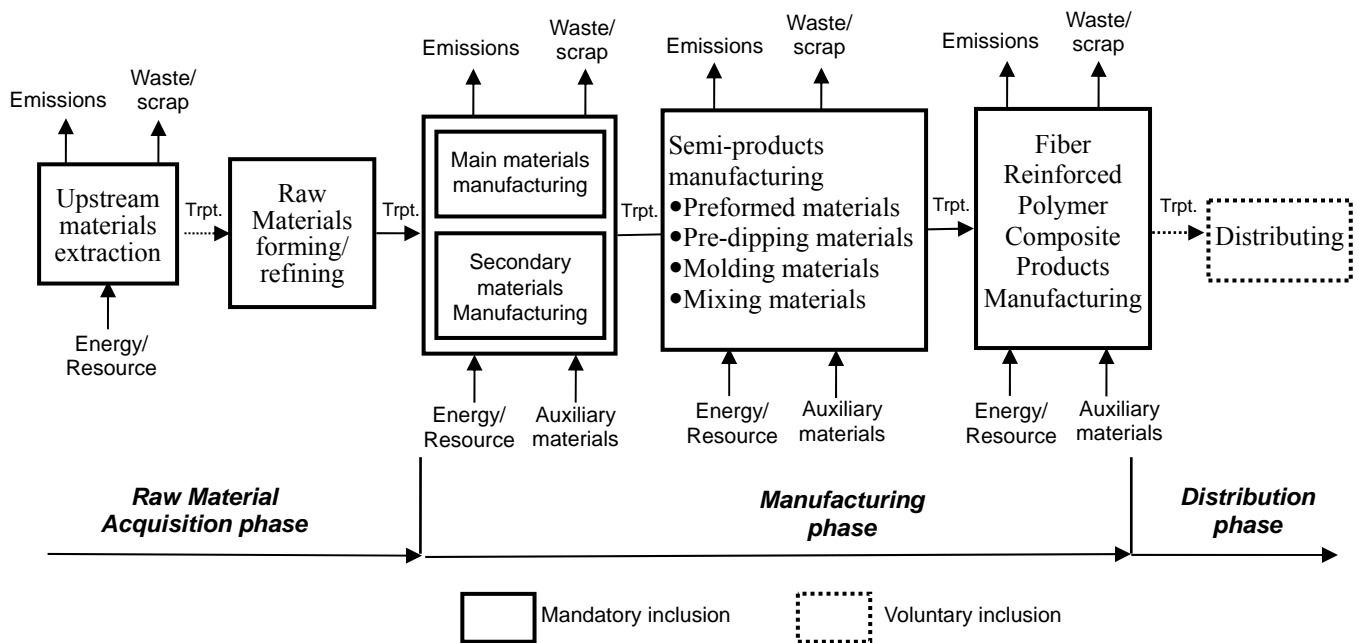 Emissions
Waste/
scrap
Upstream
materials
extraction
Energy/
Resource
Trpt.
Raw
Materials
forming/
refining
Trpt.
Emissions
Waste/
scrap
Main materials
manufacturing
Secondary
materials
Manufacturing
Energy/
Resource
Auxiliary
materials
Trpt.
Emissions
Waste/
scrap
Semi-products
manufacturing
●Preformed materials
●Pre-dipping materials
●Molding materials
●Mixing materials
Energy/
Resource
Auxiliary
materials
Trpt.
Emissions
Waste/
scrap
Fiber
Reinforced
Polymer
Composite
Products
Manufacturing
Energy/
Resource
Auxiliary
materials
Trpt.
Distributing
Raw Material
Acquisition phase
Manufacturing
phase
Distribution
phase
Mandatory inclusion
Voluntary inclusion